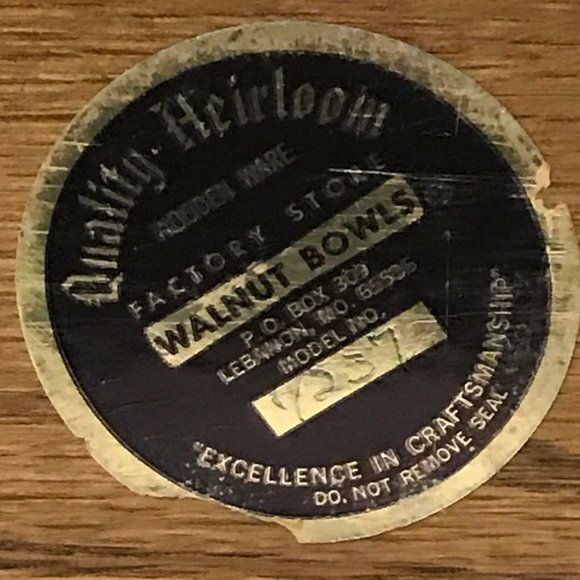 Quality Heirloom
WOODEN WARE
FACTORY STORE
WALNUT BOWLS
P.O. BOX 309
LEBANON, MO. 65536
MODEL NO.
7237
"EXCELLENCE IN CRAFTSMANSHIP"
DO NOT REMOVE SEAL